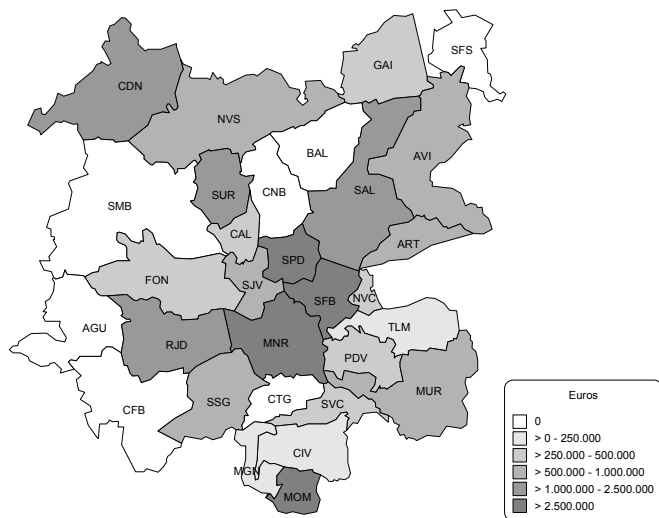 SFS
GAI
CDN
NVS
BAL
AVI
SUR
CNB
SAL
SMB
CAL
ART
SPD
FON
SJV
SFB
NVC
AGU
TLM
RJD
MNR
PDV
MUR
SSG
CTG
SVC
CFB
CIV
MGN
MOM
Euros
0
> 0 - 250.000
> 250.000 - 500.000
> 500.000 - 1.000.000
> 1.000.000 - 2.500.000
> 2.500.000